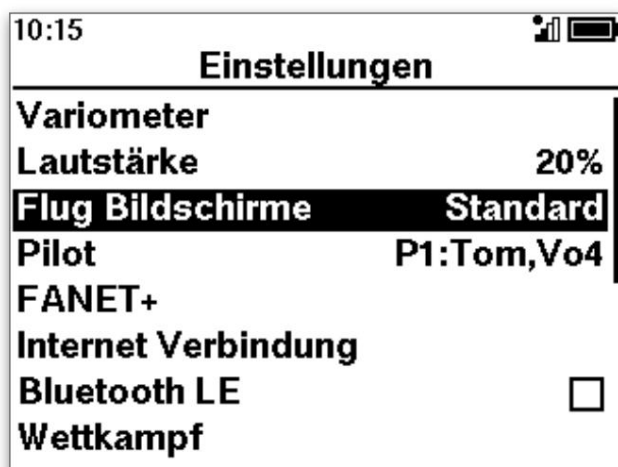 10:15
Einstellungen
Variometer
Lautstärke 20%
Flug Bildschirme Standard
Pilot P1:Tom,Vo4
FANET+
Internet Verbindung
Bluetooth LE
Wettkampf